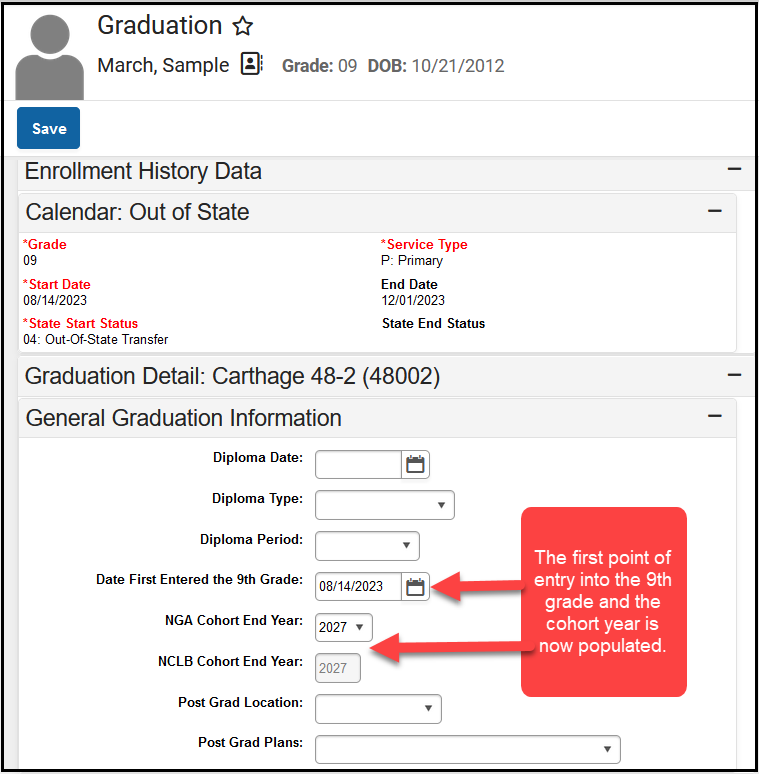 Graduation
March, Sample Grade: 09 DOB: 10/21/2012
Save
Enrollment History Data
Calendar: Out of State
*Grade *Service Type
09 P: Primary
*Start Date End Date
08/14/2023 12/01/2023
*State Start Status State End Status
04: Out-Of-State Transfer
Graduation Detail: Carthage 48-2 (48002)
General Graduation Information
Diploma Date:
Diploma Type:
Diploma Period:
Date First Entered the 9th Grade: 08/14/2023
NGA Cohort End Year: 2027
NCLB Cohort End Year: 2027
Post Grad Location:
Post Grad Plans:
The first point of
entry into the 9th
grade and the
cohort year is
now populated.